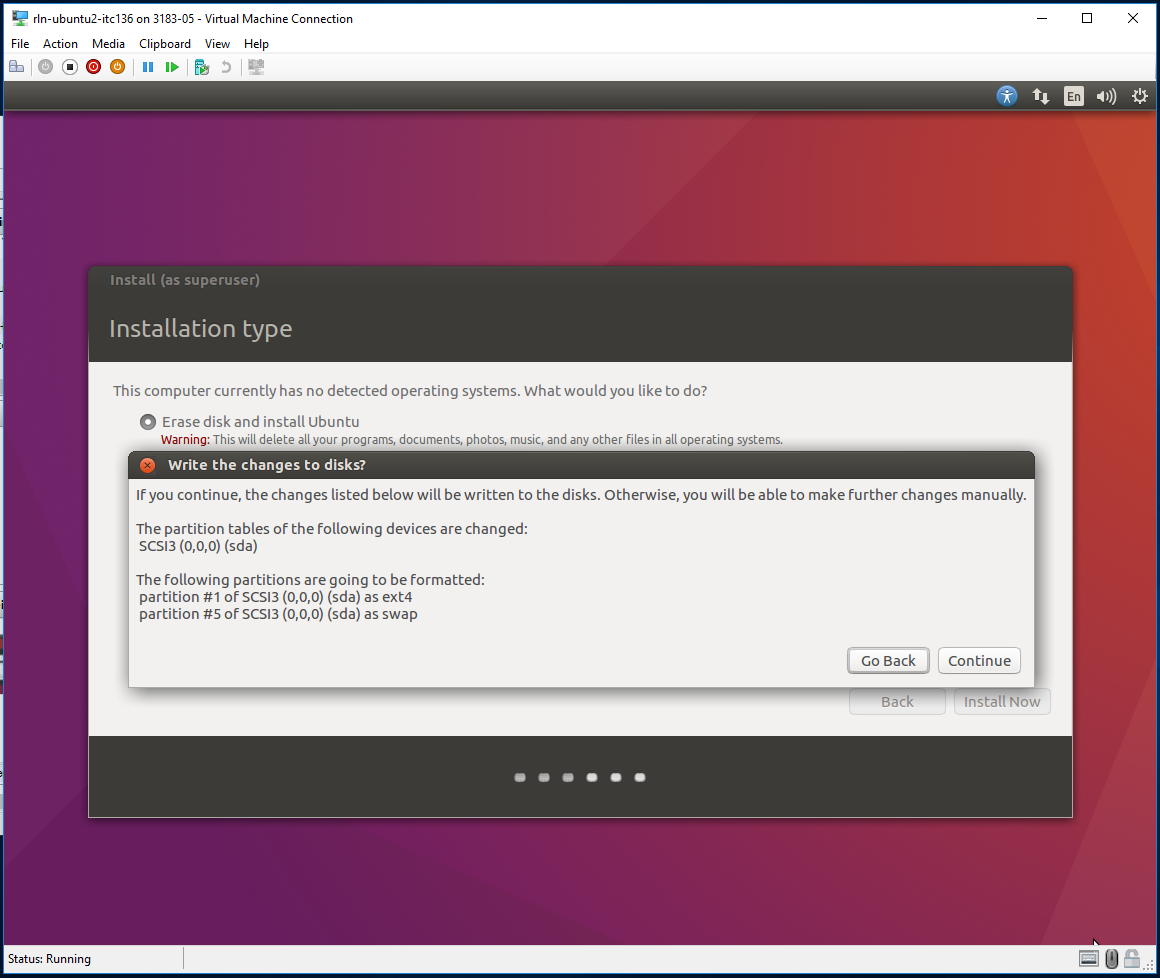 rln-ubuntu2-itc136 on 3183-05 - Virtual Machine Connection
File Action Media Clipboard View Help
En
Install (as superuser)
Installation type
This computer currently has no detected operating systems. What would you like to do?
Erase disk and install Ubuntu
Warning: This will delete all your programs, documents, photos, music, and any other files in all operating systems.
Write the changes to disks?
If you continue, the changes listed below will be written to the disks. Otherwise, you will be able to make further changes manually.
The partition tables of the following devices are changed:
SCSI3 (0,0,0) (sda)
The following partitions are going to be formatted:
partition #1 of SCSI3 (0,0,0) (sda) as ext4
partition #5 of SCSI3 (0,0,0) (sda) as swap
Go Back Continue
Back Install Now
Status: Running